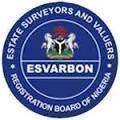 ESTATE SURVEYORS AND VALUERS
ESVARBON
REGISTRATION BOARD OF NIGERIA